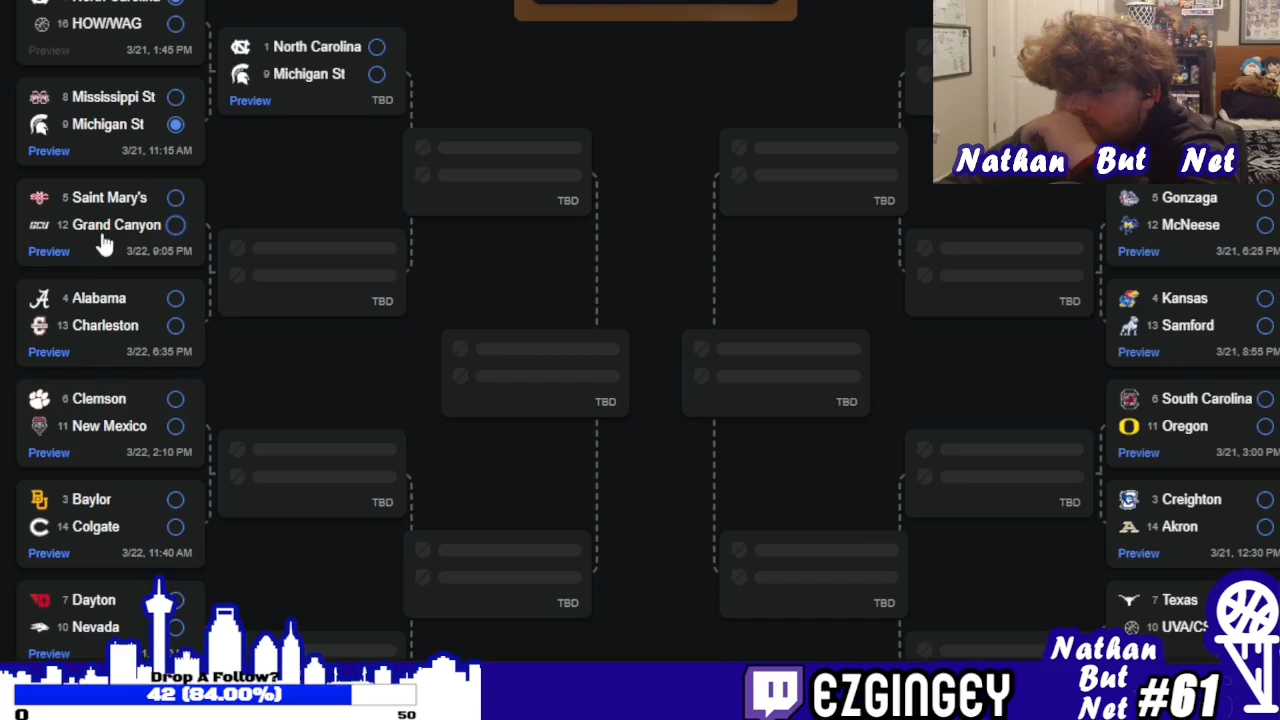 16 HOW/WAG
Preview 3/21, 1:45 PM
1 North Carolina
9 Michigan St
Preview TBD
8 Mississippi St
9 Michigan St
Preview 3/21, 11:15 AM
5 Saint Mary's
GCU 12 Grand Canyon
Preview 3/22, 9:05 PM
4 Alabama
13 Charleston
Preview 3/22, 6:35 PM
6 Clemson
11 New Mexico
Preview 3/22, 2:10 PM
3 Baylor
14 Colgate
Preview 3/22, 11:40 AM
7 Dayton
10 Nevada
Preview
TBD
TBD
TBD
TBD
TBD
TBD
TBD
TBD
TBD
TBD
Nathan But Net
5 Gonzaga
12 McNeese
Preview 3/21, 6:25 PM
4 Kansas
13 Samford
Preview 3/21, 8:55 PM
6 South Carolina
11 Oregon
Preview 3/21, 3:00 PM
3 Creighton
14 Akron
Preview 3/21, 12:30 PM
7 Texas
10 UVA/CS
Drop A Follow?
42 (84.00%)
0 50
EZGINGEY
Nathan
But
Net #61